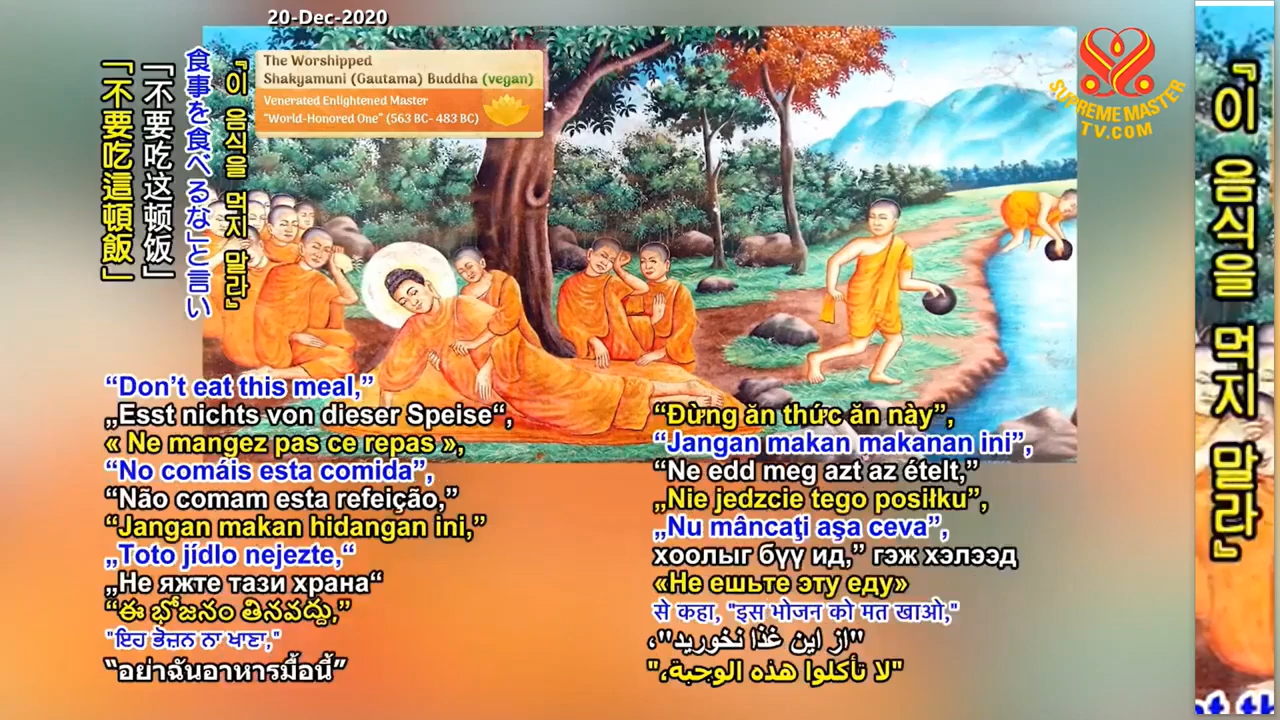 20-Dec-2020
The Worshipped
Shakyamuni (Gautama) Buddha (vegan)
Venerated Enlightened Master
"World-Honored One" (563 BC- 483 BC)
SUPREME MASTER
TV.COM
「不要吃這頓飯」
「不要吃这顿饭」
食事を食べるな」と言い
『이 음식을 먹지 말라』
“Don’t eat this meal,”
„Esst nichts von dieser Speise“,
« Ne mangez pas ce repas »,
“No comáis esta comida”,
“Não comam esta refeição,”
“Jangan makan hidangan ini,”
„Toto jídlo nejezte,“
„Не яжте тази храна“
“ఈ భోజనం తినవద్దు,”
"ਇਹ ਭੋਜ਼ਨ ਨਾ ਖਾਣਾ,"
“อย่าฉันอาหารมื้อนี้”
“Đừng ăn thức ăn này”,
“Jangan makan makanan ini”,
“Ne edd meg azt az ételt,”
„Nie jedzcie tego posiłku”,
„Nu mâncaţi aşa ceva”,
хоолыг бүү ид,” гэж хэлээд
«Не ешьте эту еду»
से कहा, "इस भोजन को मत खाओ,"
"از این غذا نخورید"،
"لا تأكلوا هذه الوجبة،"
『이 음식을 먹지 말라』